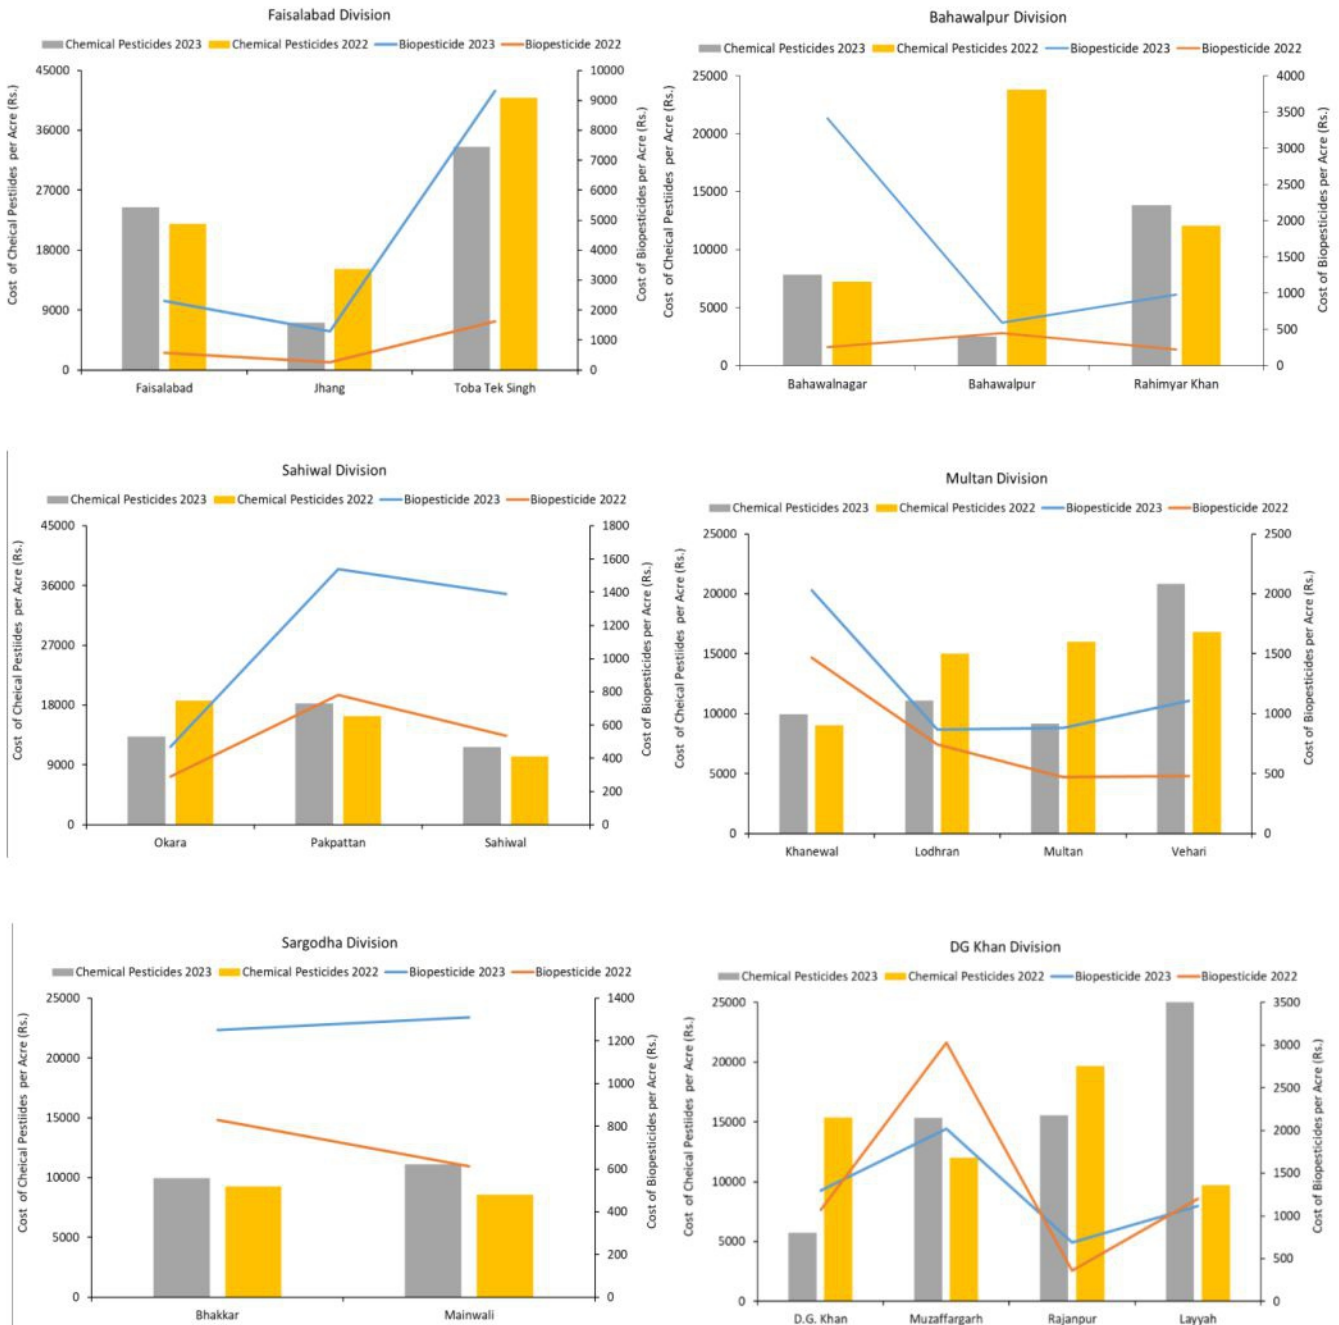 Faisalabad Division
Chemical Pesticides 2023 Chemical Pesticides 2022 Biopesticide 2023 Biopesticide 2022
Cost of Cheical Pestiides per Acre (Rs.)
45000
36000
27000
18000
9000
0
10000
9000
8000
7000
6000
5000
4000
3000
2000
1000
0
Cost of Biopesticides per Acre (Rs.)
Faisalabad Jhang Toba Tek Singh
Bahawalpur Division
Chemical Pesticides 2023 Chemical Pesticides 2022 Biopesticide 2023 Biopesticide 2022
Cost of Cheical Pestiides per Acre (Rs.)
25000
20000
15000
10000
5000
0
4000
3500
3000
2500
2000
1500
1000
500
0
Cost of Biopesticides per Acre (Rs.)
Bahawalnagar Bahawalpur Rahimyar Khan
Sahiwal Division
Chemical Pesticides 2023 Chemical Pesticides 2022 Biopesticide 2023 Biopesticide 2022
Cost of Cheical Pestiides per Acre (Rs.)
45000
36000
27000
18000
9000
0
1800
1600
1400
1200
1000
800
600
400
200
0
Cost of Biopesticides per Acre (Rs.)
Okara Pakpattan Sahiwal
Multan Division
Chemical Pesticides 2023 Chemical Pesticides 2022 Biopesticide 2023 Biopesticide 2022
Cost of Cheical Pestiides per Acre (Rs.)
25000
20000
15000
10000
5000
0
2500
2000
1500
1000
500
0
Cost of Biopesticides per Acre (Rs.)
Khanewal Lodhran Multan Vehari
Sargodha Division
Chemical Pesticides 2023 Chemical Pesticides 2022 Biopesticide 2023 Biopesticide 2022
Cost of Cheical Pestiides per Acre (Rs.)
25000
20000
15000
10000
5000
0
1400
1200
1000
800
600
400
200
0
Cost of Biopesticides per Acre (Rs.)
Bhakkar Mainwali
DG Khan Division
Chemical Pesticides 2023 Chemical Pesticides 2022 Biopesticide 2023 Biopesticide 2022
Cost of Cheical Pestiides per Acre (Rs.)
25000
20000
15000
10000
5000
0
3500
3000
2500
2000
1500
1000
500
0
Cost of Biopesticides per Acre (Rs.)
D.G. Khan Muzaffargarh Rajanpur Layyah